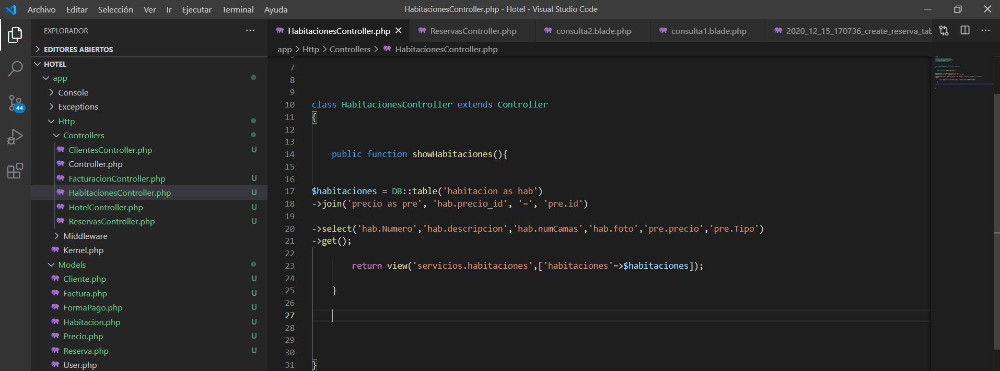 Archivo Editar Selección Ver Ir Ejecutar Terminal Ayuda
HabitacionesController.php - Hotel - Visual Studio Code
EXPLORADOR
EDITORES ABIERTOS
HOTEL
app
Console
Exceptions
Http
Controllers
ClientesController.php U
Controller.php
FacturacionController.php U
HabitacionesController.php U
HotelController.php U
ReservasController.php U
Middleware
Kernel.php
Models
Cliente.php U
Factura.php U
FormaPago.php U
Habitacion.php U
Precio.php U
Reserva.php U
User.php
44
HabitacionesController.php ReservasController.php consulta2.blade.php consulta1.blade.php 2020_12_15_170736_create_reserva_tab
app > Http > Controllers > HabitacionesController.php
7
8
9
10 class HabitacionesController extends Controller
11 {
12
13
14 public function showHabitaciones(){
15
16
17 $habitaciones = DB::table('habitacion as hab')
18 ->join('precio as pre', 'hab.precio_id', '=', 'pre.id')
19
20 ->select('hab.Numero','hab.descripcion','hab.numCamas','hab.foto','pre.precio','pre.Tipo')
21 ->get();
22
23 return view('servicios.habitaciones',['habitaciones'=>$habitaciones]);
24
25 }
26
27
28
29
30
31 }